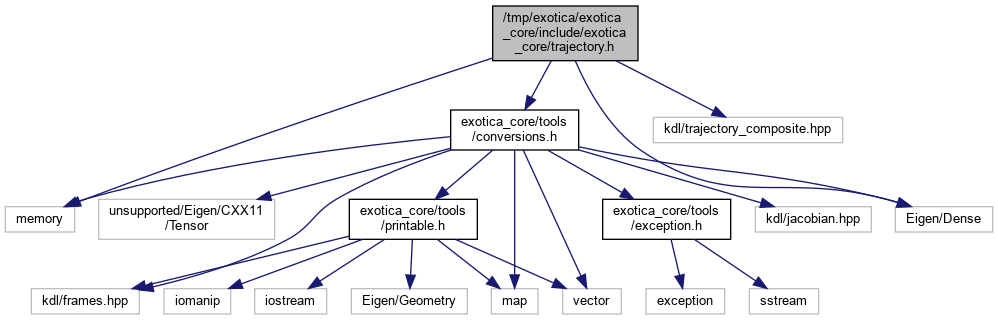 /tmp/exotica/exotica
_core/include/exotica
_core/trajectory.h
exotica_core/tools
/conversions.h
kdl/trajectory_composite.hpp
memory
unsupported/Eigen/CXX11
/Tensor
exotica_core/tools
/printable.h
exotica_core/tools
/exception.h
kdl/jacobian.hpp
Eigen/Dense
kdl/frames.hpp
iomanip
iostream
Eigen/Geometry
map
vector
exception
sstream